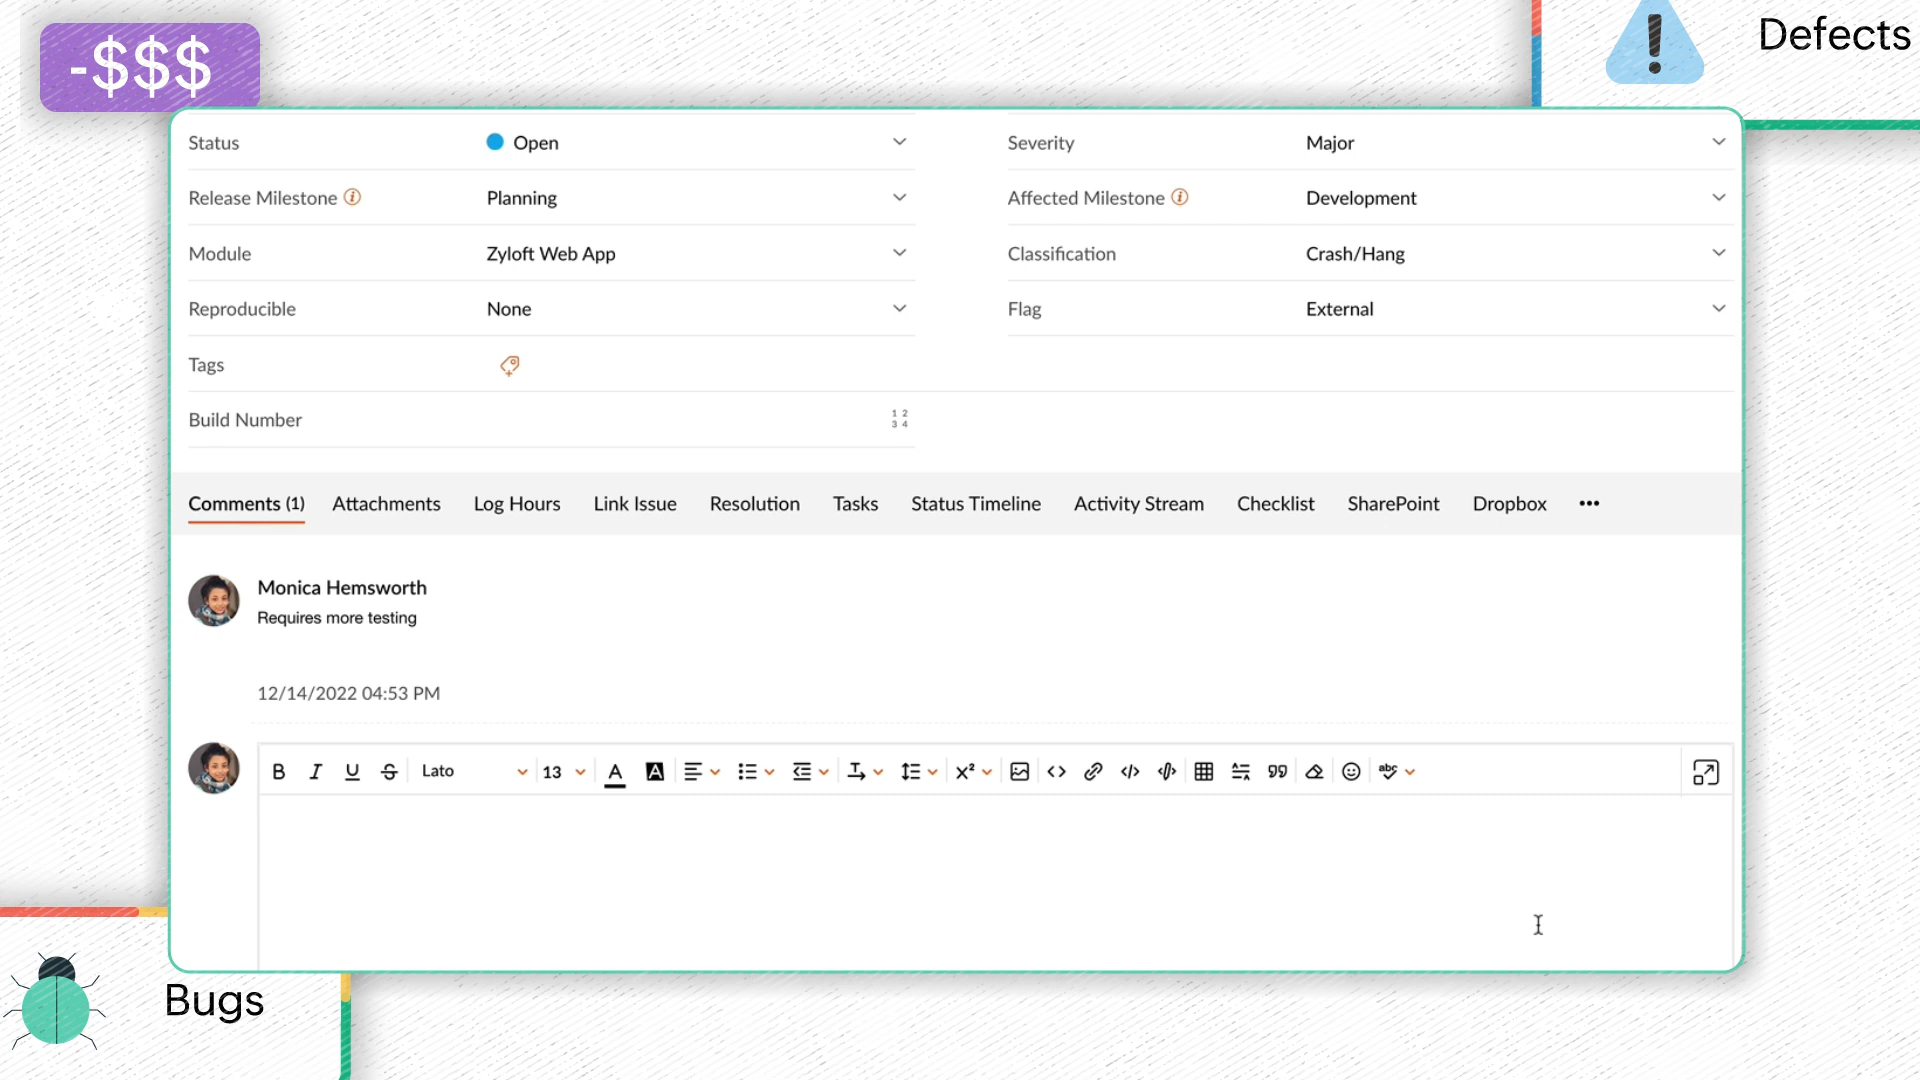 -$$$
Defects
Status
Open
Severity
Major
Release Milestone
Planning
Affected Milestone
Development
Module
Zyloft Web App
Classification
Crash/Hang
Reproducible
None
Flag
External
Tags
Build Number
1 2
3 4
Comments (1) Attachments Log Hours Link Issue Resolution Tasks Status Timeline Activity Stream Checklist SharePoint Dropbox •••
Monica Hemsworth
Requires more testing
12/14/2022 04:53 PM
B I U S Lato 13 A A X² abc
Bugs